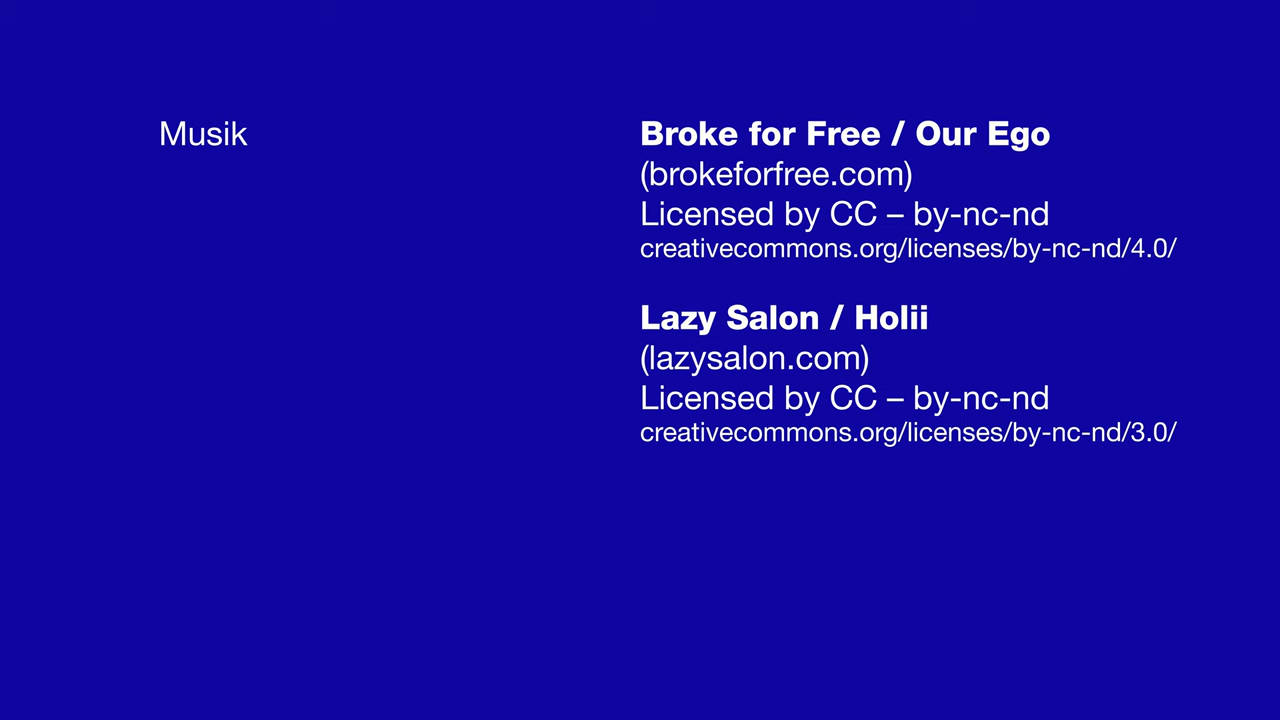 Musik
Broke for Free / Our Ego
(brokeforfree.com)
Licensed by CC – by-nc-nd
creativecommons.org/licenses/by-nc-nd/4.0/
Lazy Salon / Holii
(lazysalon.com)
Licensed by CC – by-nc-nd
creativecommons.org/licenses/by-nc-nd/3.0/